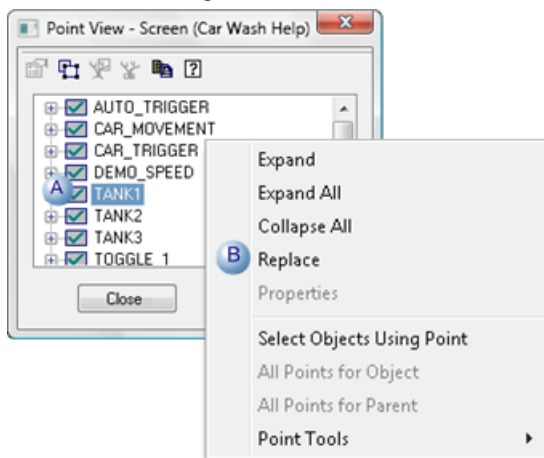 Point View - Screen (Car Wash Help)
AUTO_TRIGGER
CAR_MOVEMENT
CAR_TRIGGER
DEMO_SPEED
A
TANK1
TANK2
TANK3
TOGGLE_1
Close
Expand
Expand All
Collapse All
B
Replace
Properties
Select Objects Using Point
All Points for Object
All Points for Parent
Point Tools